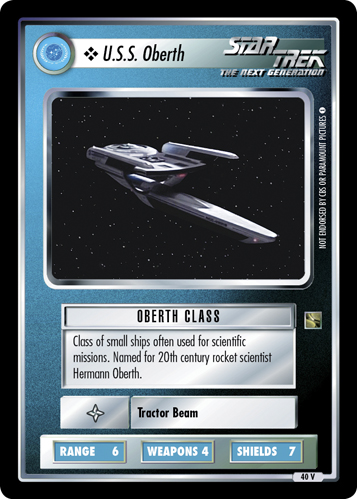 ❖ U.S.S. Oberth
STAR TREK
THE NEXT GENERATION
NOT ENDORSED BY CBS OR PARAMOUNT PICTURES
OBERTH CLASS
Class of small ships often used for scientific
missions. Named for 20th century rocket scientist
Hermann Oberth.
Tractor Beam
RANGE 6 WEAPONS 4 SHIELDS 7
40 V